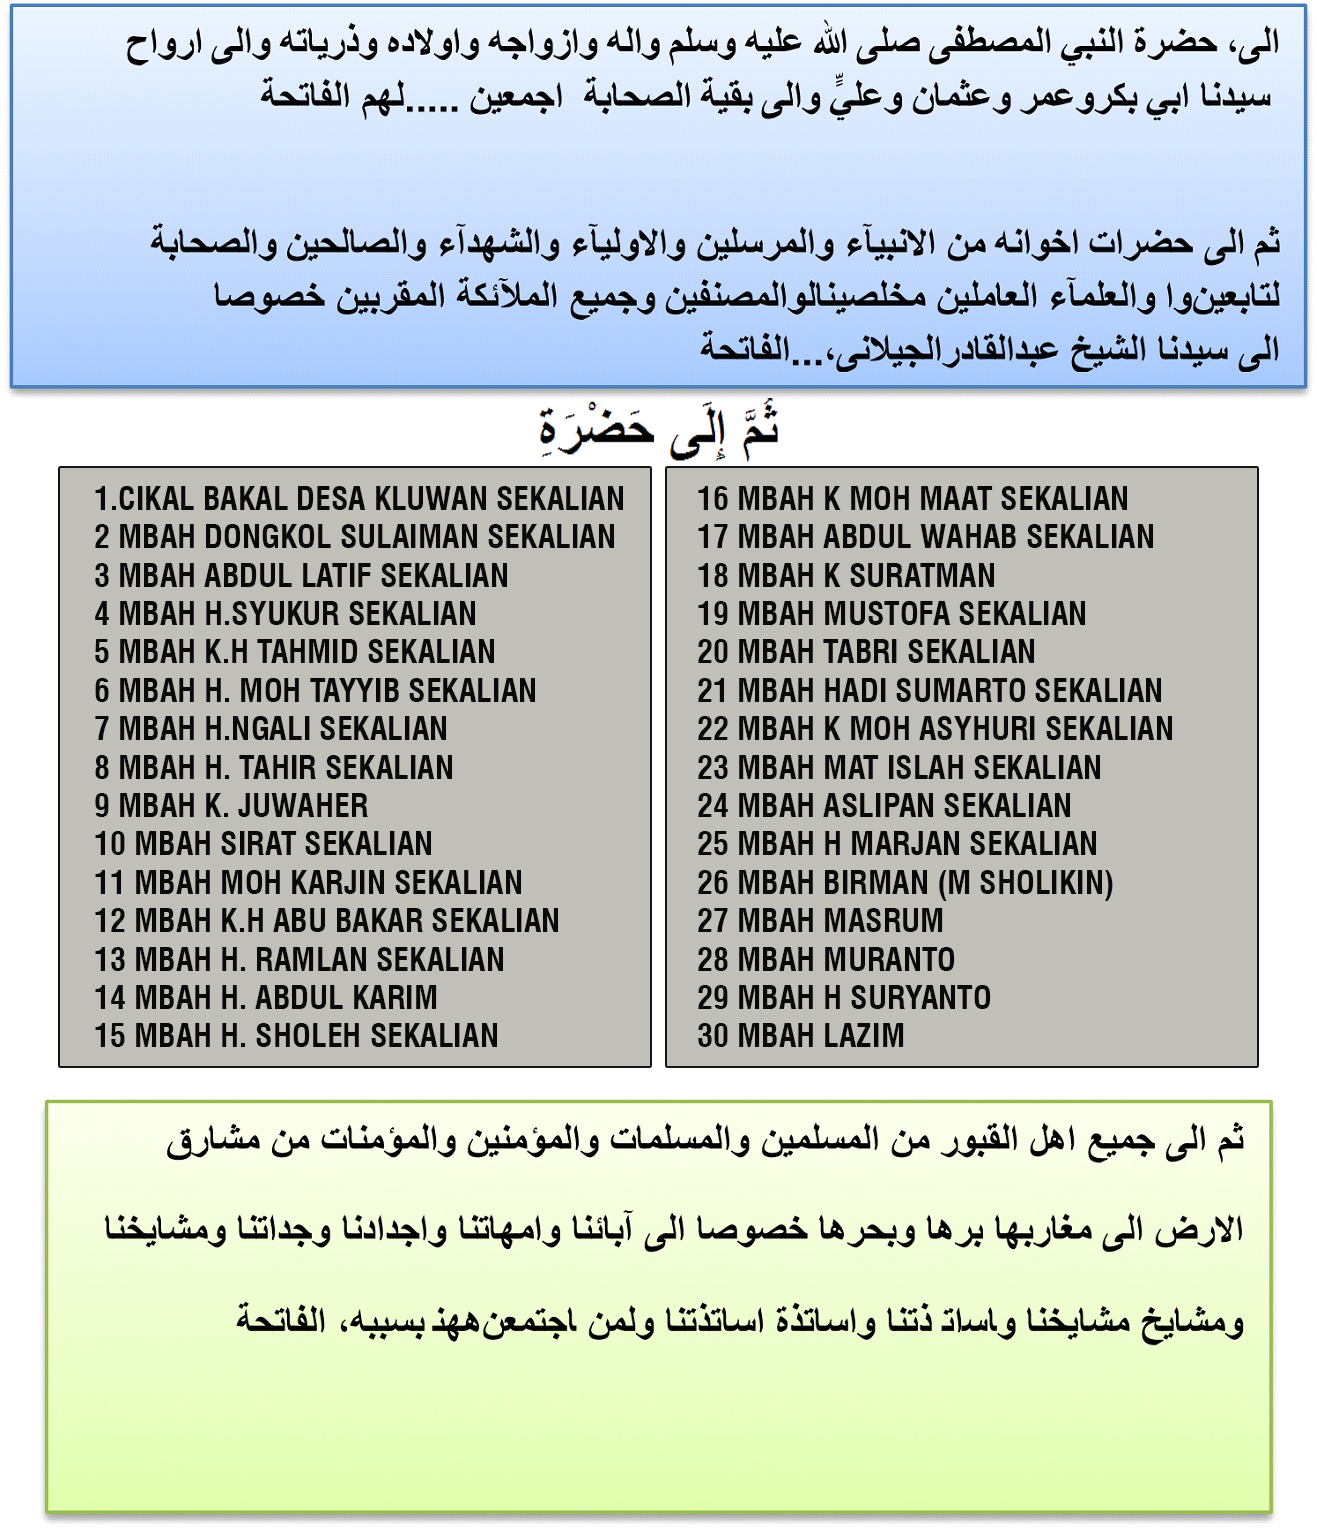 الى، حضرة النبي المصطفى صلى الله عليه وسلم واله وازواجه واولاده وذرياته والى ارواح
سيدنا ابي بكروعمر وعثمان وعليٍّ والى بقية الصحابة اجمعين .....لهم الفاتحة
ثم الى حضرات اخوانه من الانبيآء والمرسلين والاوليآء والشهدآء والصالحين والصحابة
لتابعين‌وا والعلمآء العاملين مخلصينالوالمصنفين وجميع الملآئكة المقربين خصوصا
الى سيدنا الشيخ عبدالقادرالجيلانى،...الفاتحة
ثُمَّ إِلَى حَضْرَةِ
1.CIKAL BAKAL DESA KLUWAN SEKALIAN
2 MBAH DONGKOL SULAIMAN SEKALIAN
3 MBAH ABDUL LATIF SEKALIAN
4 MBAH H.SYUKUR SEKALIAN
5 MBAH K.H TAHMID SEKALIAN
6 MBAH H. MOH TAYYIB SEKALIAN
7 MBAH H.NGALI SEKALIAN
8 MBAH H. TAHIR SEKALIAN
9 MBAH K. JUWAHER
10 MBAH SIRAT SEKALIAN
11 MBAH MOH KARJIN SEKALIAN
12 MBAH K.H ABU BAKAR SEKALIAN
13 MBAH H. RAMLAN SEKALIAN
14 MBAH H. ABDUL KARIM
15 MBAH H. SHOLEH SEKALIAN
16 MBAH K MOH MAAT SEKALIAN
17 MBAH ABDUL WAHAB SEKALIAN
18 MBAH K SURATMAN
19 MBAH MUSTOFA SEKALIAN
20 MBAH TABRI SEKALIAN
21 MBAH HADI SUMARTO SEKALIAN
22 MBAH K MOH ASYHURI SEKALIAN
23 MBAH MAT ISLAH SEKALIAN
24 MBAH ASLIPAN SEKALIAN
25 MBAH H MARJAN SEKALIAN
26 MBAH BIRMAN (M SHOLIKIN)
27 MBAH MASRUM
28 MBAH MURANTO
29 MBAH H SURYANTO
30 MBAH LAZIM
ثم الى جميع اهل القبور من المسلمين والمسلمات والمؤمنين والمؤمنات من مشارق
الارض الى مغاربها برها وبحرها خصوصا الى آبائنا وامهاتنا واجدادنا وجداتنا ومشايخنا
ومشايخ مشايخنا واساتذتنا واساتذة اساتذتنا ولمن اجتمعن‌ههنـ بسببه، الفاتحة